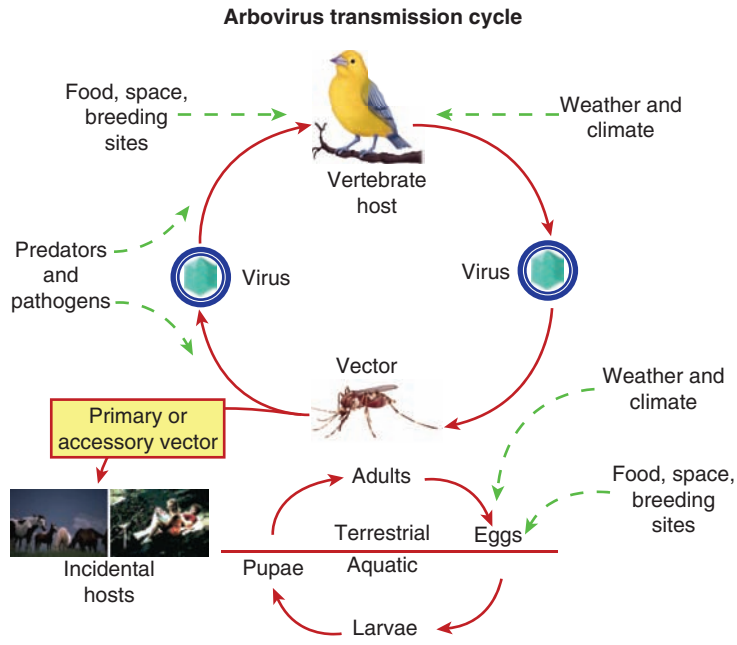 Arbovirus transmission cycle
Food, space,
breeding
sites
Weather and
climate
Vertebrate
host
Predators
and
pathogens
Virus
Virus
Vector
Primary or
accessory vector
Weather and
climate
Adults
Food, space,
breeding
sites
Terrestrial
Eggs
Incidental
hosts
Pupae
Aquatic
Larvae